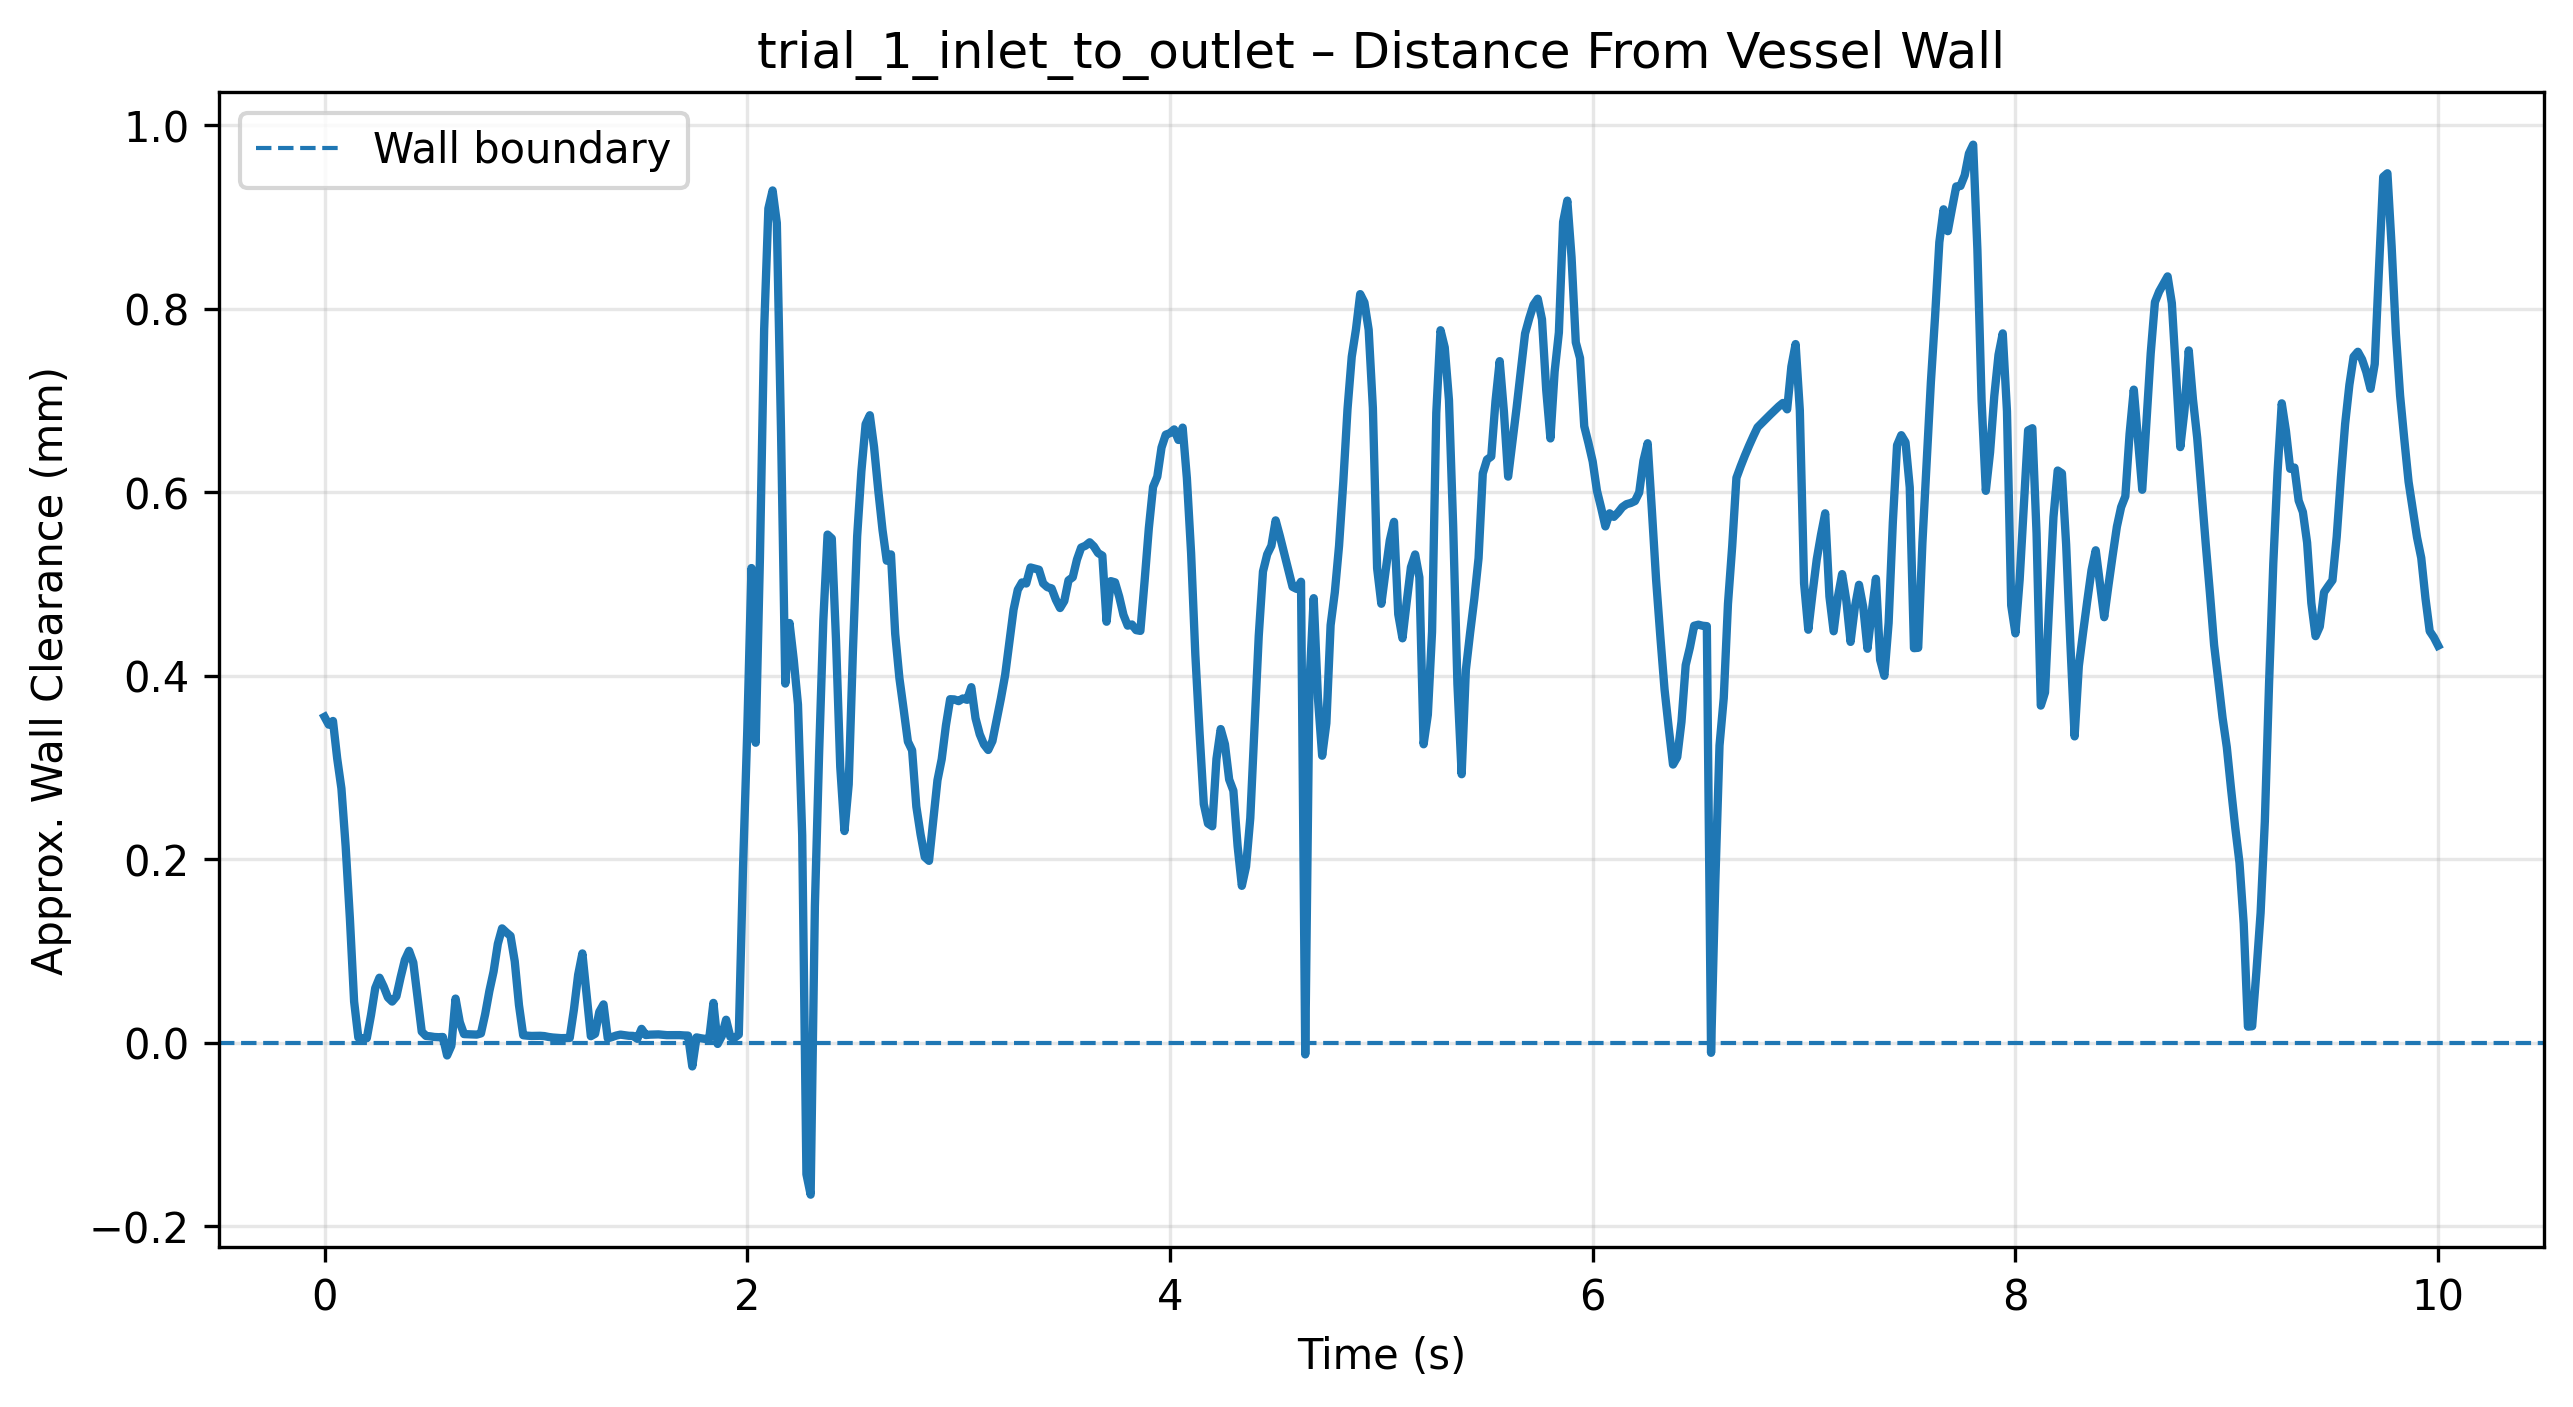 trial_1_inlet_to_outlet – Distance From Vessel Wall
Wall boundary
Approx. Wall Clearance (mm)
1.0
0.8
0.6
0.4
0.2
0.0
−0.2
0 2 4 6 8 10
Time (s)